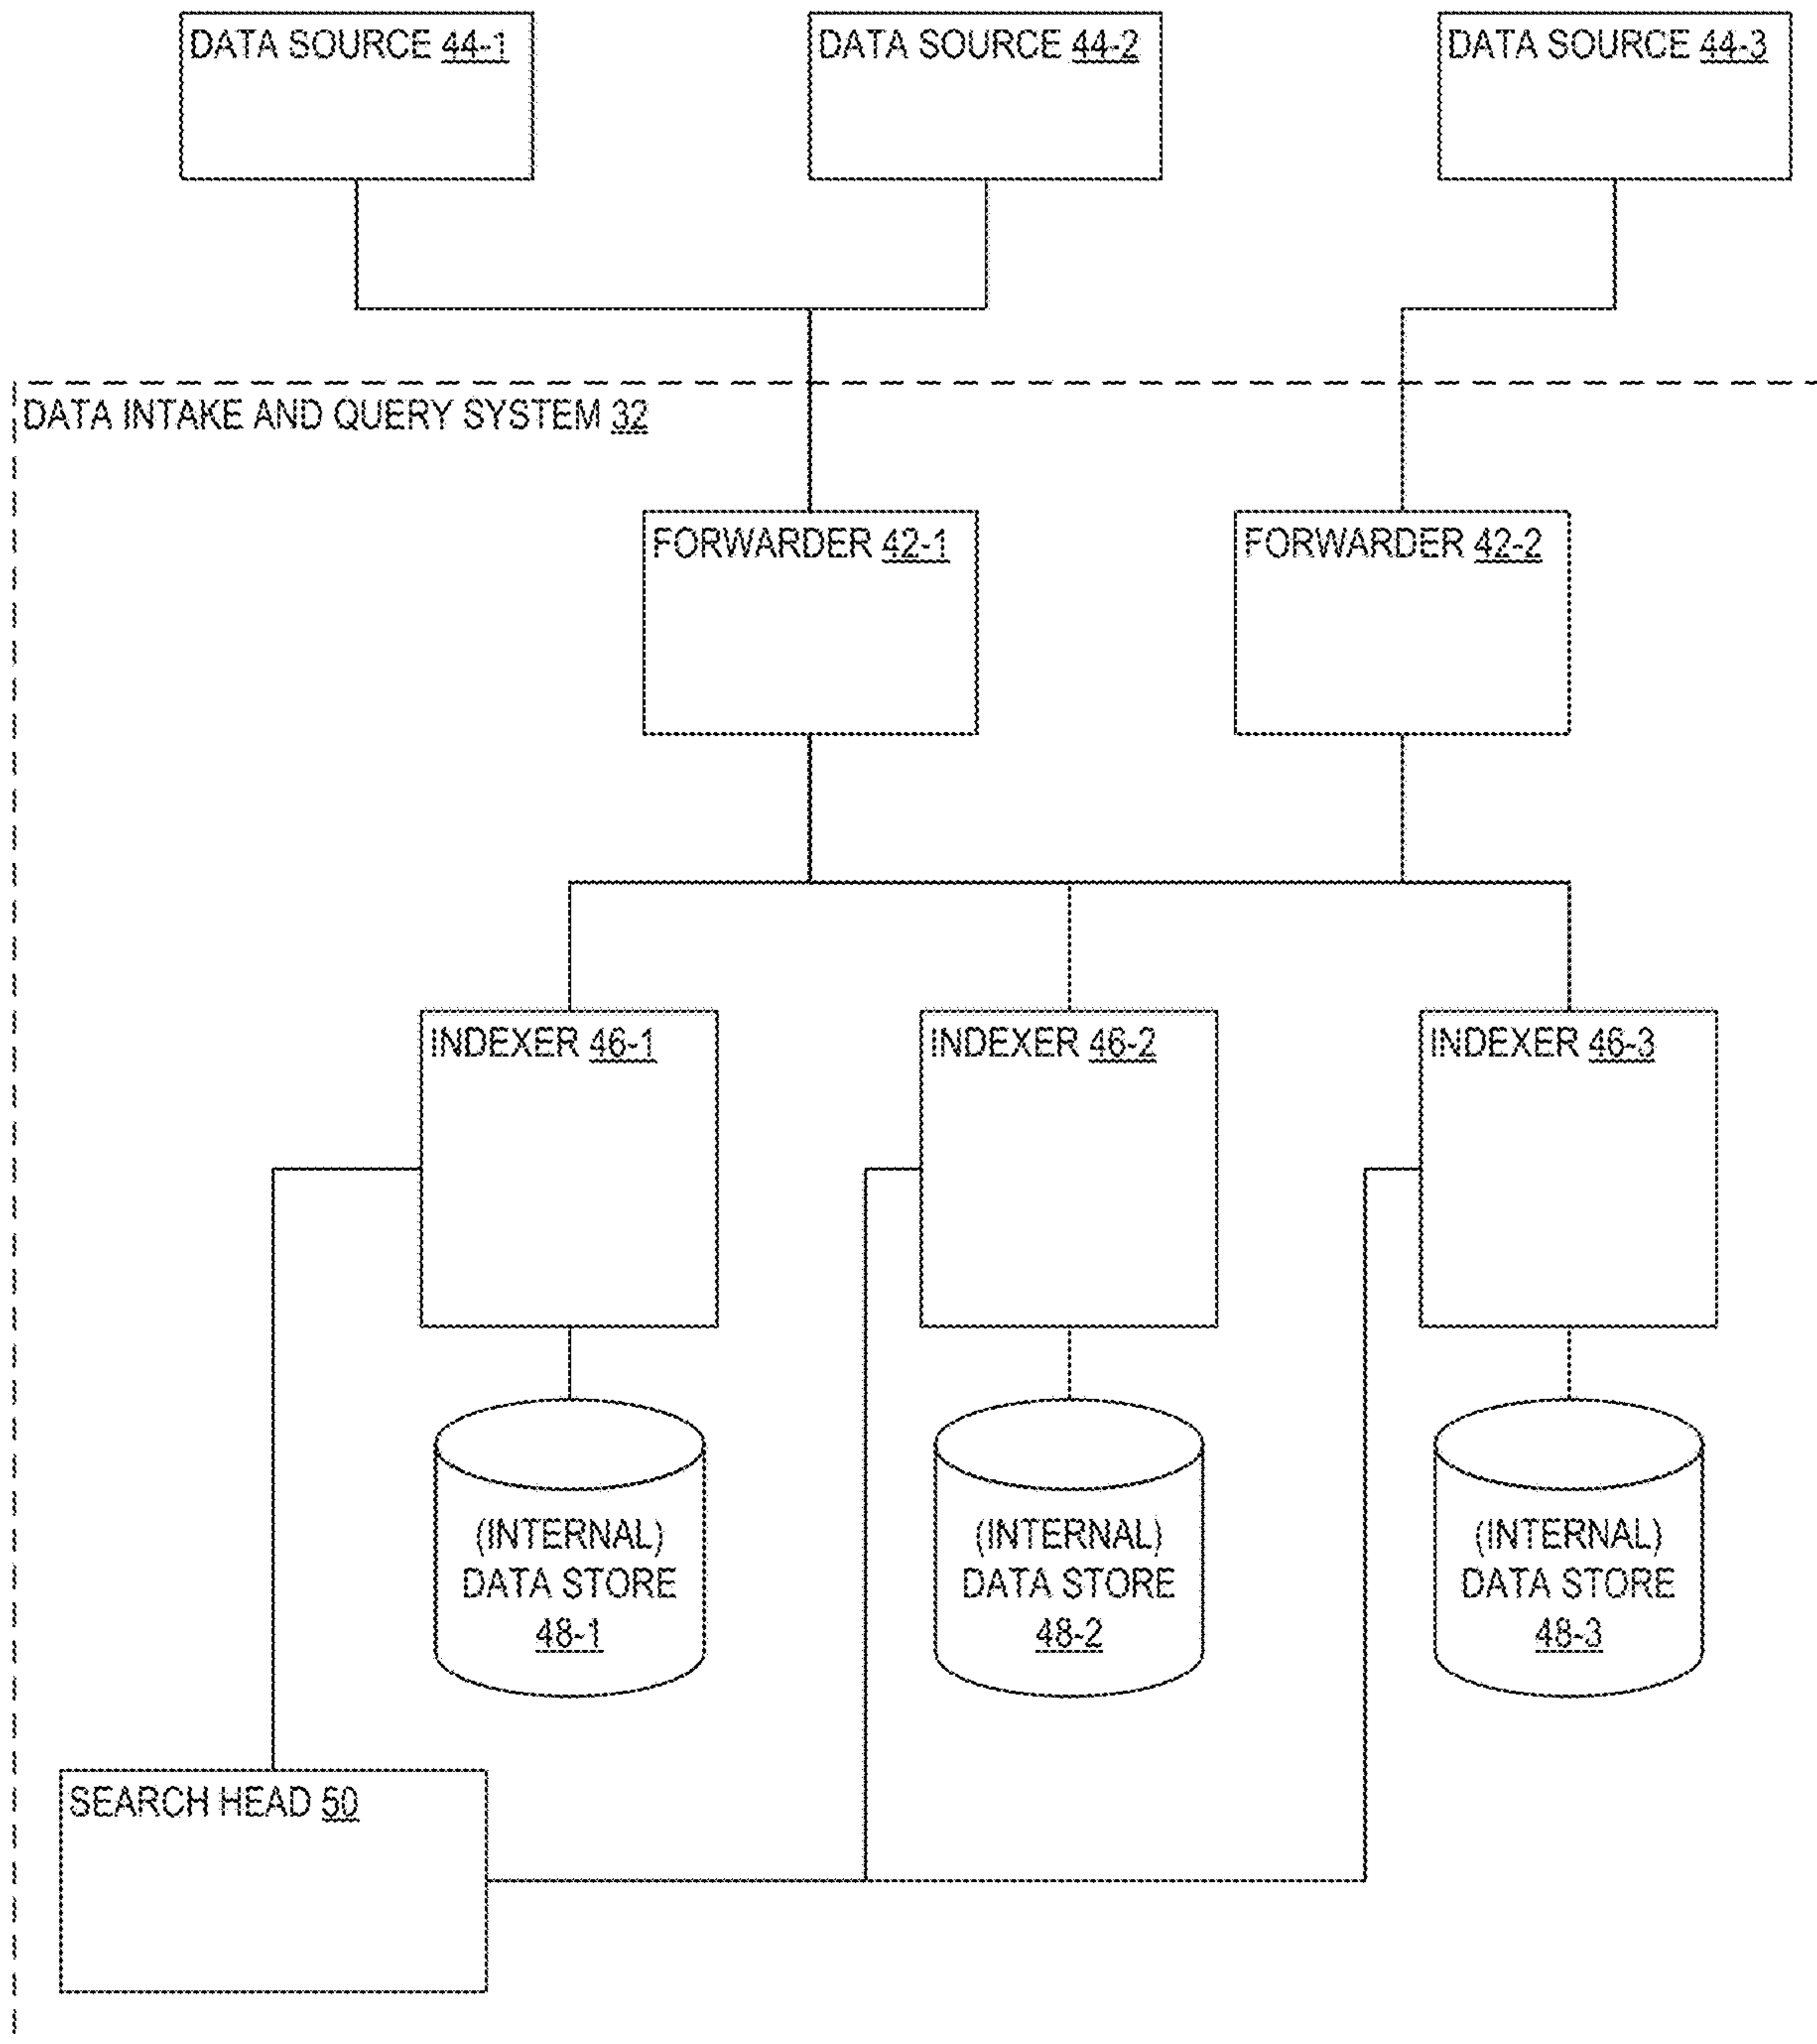 DATA SOURCE 44-1
DATA SOURCE 44-2
DATA SOURCE 44-3
DATA INTAKE AND QUERY SYSTEM 32
FORWARDER 42-1
FORWARDER 42-2
INDEXER 46-1
INDEXER 46-2
INDEXER 46-3
(INTERNAL)
DATA STORE
48-1
(INTERNAL)
DATA STORE
48-2
(INTERNAL)
DATA STORE
48-3
SEARCH HEAD 50